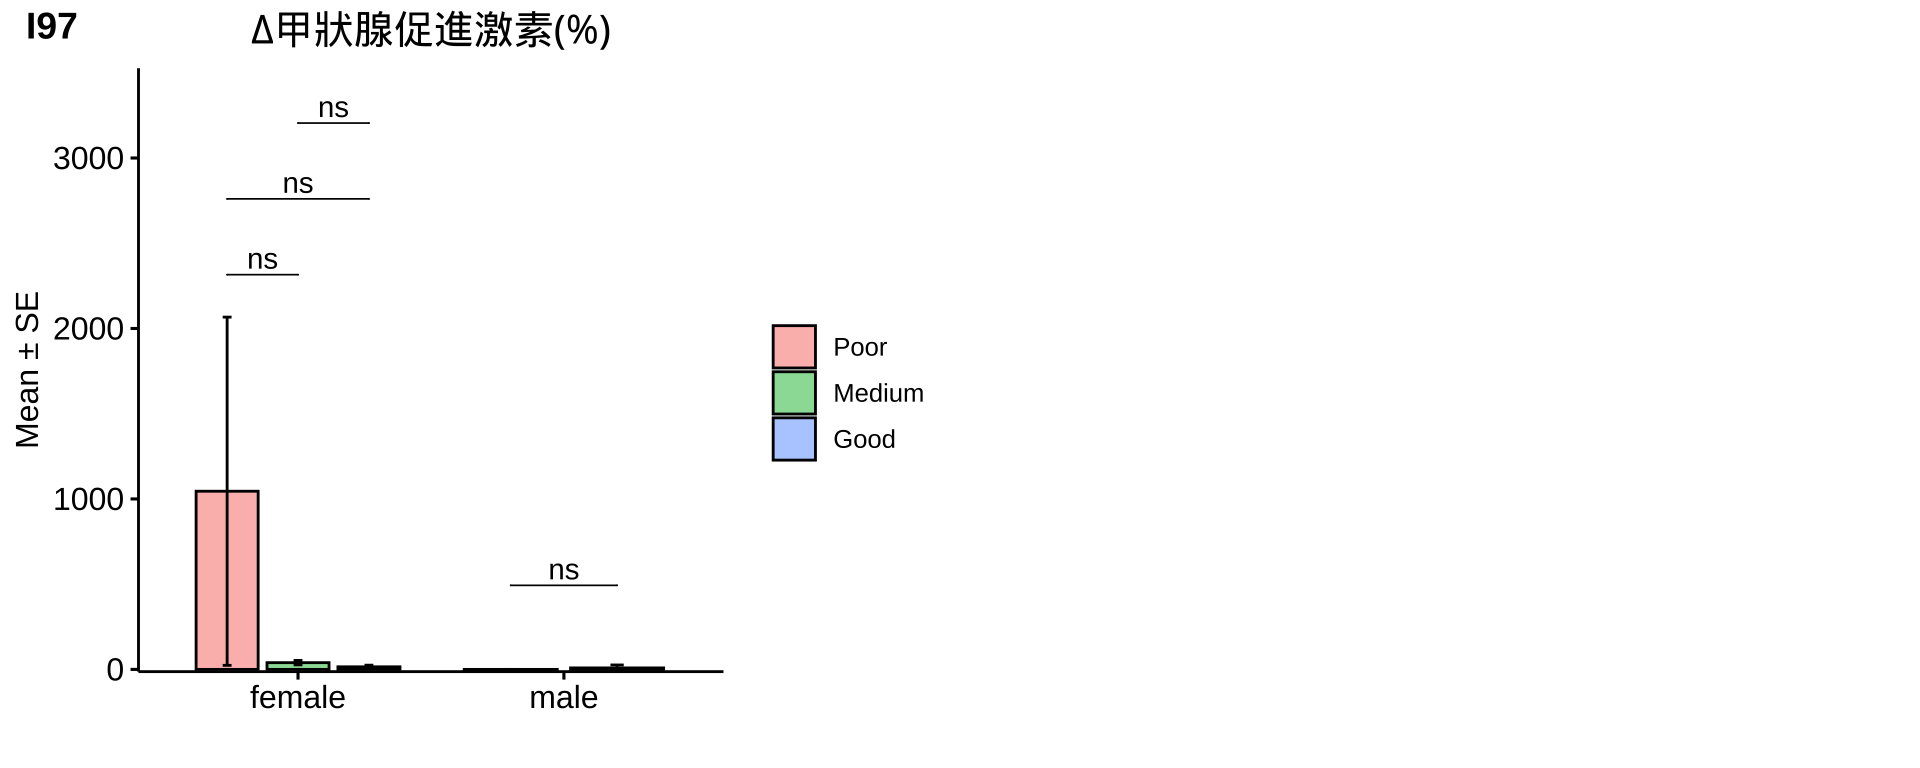 I97
Δ甲狀腺促進激素(%)
ns
3000
ns
ns
Mean ± SE
2000
Poor
Medium
Good
1000
ns
0
female
male